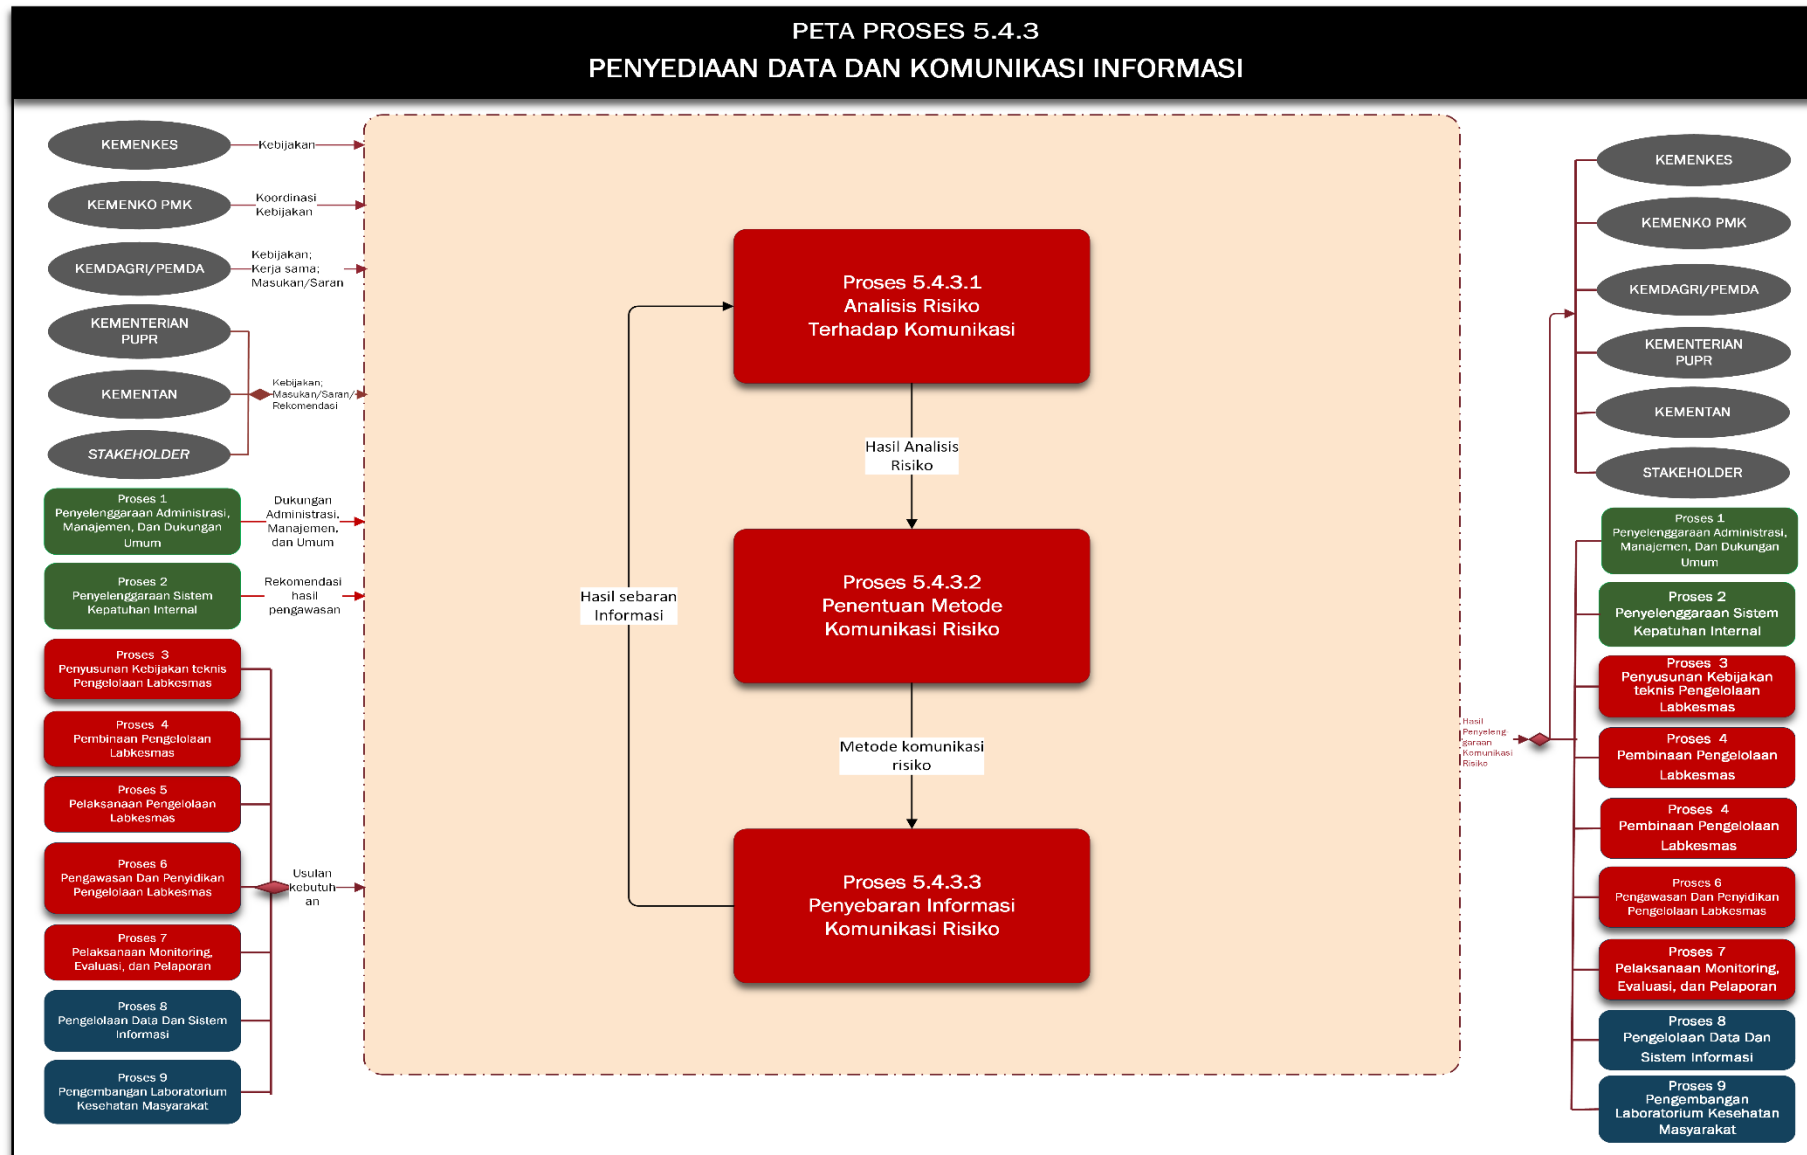 PETA PROSES 5.4.3
PENYEDIAAN DATA DAN KOMUNIKASI INFORMASI
KEMENKES
Kebijakan
KEMENKO PMK
Koordinasi
Kebijakan
KEMDAGRI/PEMDA
Kebijakan;
Kerja sama;
Masukan/Saran
KEMENTERIAN
PUPR
KEMENTAN
STAKEHOLDER
Kebijakan;
Masukan/Saran/
Rekomendasi
Proses 1
Penyelenggaraan Administrasi,
Manajemen, Dan Dukungan
Umum
Dukungan
Administrasi,
Manajemen,
dan Umum
Proses 2
Penyelenggaraan Sistem
Kepatuhan Internal
Rekomendasi
hasil
pengawasan
Proses 3
Penyusunan Kebijakan teknis
Pengelolaan Labkesmas
Proses 4
Pembinaan Pengelolaan
Labkesmas
Proses 5
Pelaksanaan Pengelolaan
Labkesmas
Proses 6
Pengawasan Dan Penyidikan
Pengelolaan Labkesmas
Proses 7
Pelaksanaan Monitoring,
Evaluasi, dan Pelaporan
Proses 8
Pengelolaan Data Dan Sistem
Informasi
Proses 9
Pengembangan Laboratorium
Kesehatan Masyarakat
Usulan
kebutuh
an
Proses 5.4.3.1
Analisis Risiko
Terhadap Komunikasi
Hasil Analisis
Risiko
Proses 5.4.3.2
Penentuan Metode
Komunikasi Risiko
Hasil sebaran
Informasi
Metode komunikasi
risiko
Proses 5.4.3.3
Penyebaran Informasi
Komunikasi Risiko
Hasil
Penyeleng-
garaan
Komunikasi
Risiko
KEMENKES
KEMENKO PMK
KEMDAGRI/PEMDA
KEMENTERIAN
PUPR
KEMENTAN
STAKEHOLDER
Proses 1
Penyelenggaraan Administrasi,
Manajemen, Dan Dukungan
Umum
Proses 2
Penyelenggaraan Sistem
Kepatuhan Internal
Proses 3
Penyusunan Kebijakan
teknis Pengelolaan
Labkesmas
Proses 4
Pembinaan Pengelolaan
Labkesmas
Proses 4
Pembinaan Pengelolaan
Labkesmas
Proses 6
Pengawasan Dan Penyidikan
Pengelolaan Labkesmas
Proses 7
Pelaksanaan Monitoring,
Evaluasi, dan Pelaporan
Proses 8
Pengelolaan Data Dan
Sistem Informasi
Proses 9
Pengembangan
Laboratorium Kesehatan
Masyarakat